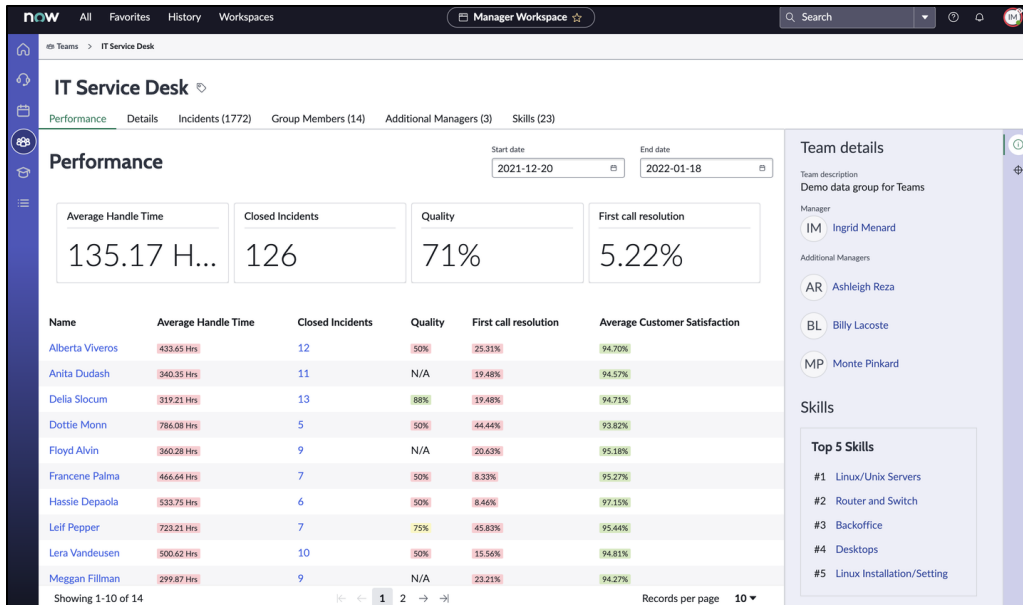 now All Favorites History Workspaces Manager Workspace Search IM
Teams > IT Service Desk
IT Service Desk
Performance Details Incidents (1772) Group Members (14) Additional Managers (3) Skills (23)
Performance
Start date End date
2021-12-20 2022-01-18
Average Handle Time Closed Incidents Quality First call resolution
135.17 H... 126 71% 5.22%
Name Average Handle Time Closed Incidents Quality First call resolution Average Customer Satisfaction
Alberta Viveros 433.65 Hrs 12 50% 25.31% 94.70%
Anita Dudash 340.35 Hrs 11 N/A 19.48% 94.57%
Delia Slocum 319.21 Hrs 13 88% 19.48% 94.71%
Dottie Monn 786.08 Hrs 5 50% 44.44% 93.82%
Floyd Alvin 360.28 Hrs 9 N/A 20.63% 95.18%
Francene Palma 466.64 Hrs 7 50% 8.33% 95.27%
Hassie Depaola 533.75 Hrs 6 50% 8.46% 97.15%
Leif Pepper 723.21 Hrs 7 75% 45.83% 95.44%
Lera Vandeusen 500.62 Hrs 10 50% 15.56% 94.81%
Meggan Fillman 299.87 Hrs 9 N/A 23.21% 94.27%
Showing 1-10 of 14 1 2 Records per page 10
Team details
Team description
Demo data group for Teams
Manager
IM Ingrid Menard
Additional Managers
AR Ashleigh Reza
BL Billy Lacoste
MP Monte Pinkard
Skills
Top 5 Skills
#1 Linux/Unix Servers
#2 Router and Switch
#3 Backoffice
#4 Desktops
#5 Linux Installation/Setting